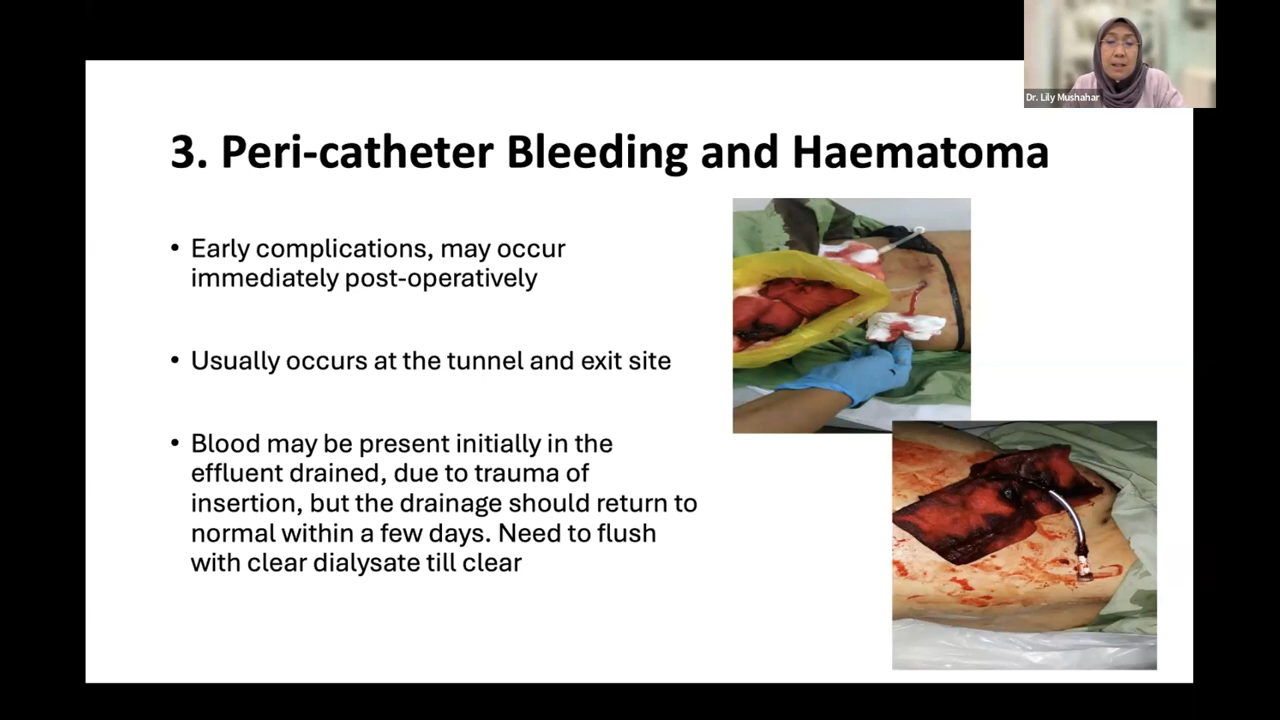 Dr. Lily Mushahar
3. Peri-catheter Bleeding and Haematoma
• Early complications, may occur
immediately post-operatively
• Usually occurs at the tunnel and exit site
• Blood may be present initially in the
effluent drained, due to trauma of
insertion, but the drainage should return to
normal within a few days. Need to flush
with clear dialysate till clear